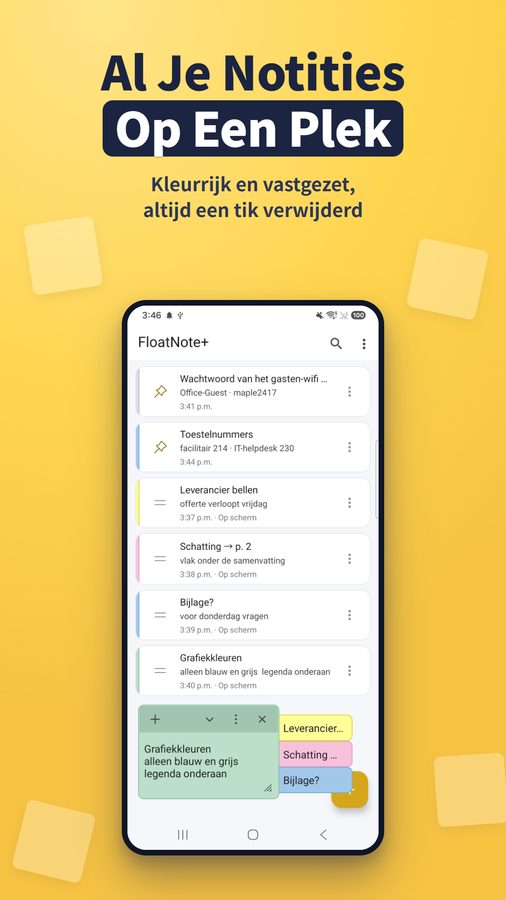 Al Je Notities
Op Een Plek
Kleurrijk en vastgezet,
altijd een tik verwijderd
3:46
100
FloatNote+
Wachtwoord van het gasten-wifi ...
Office-Guest · maple2417
3:41 p.m.
Toestelnummers
facilitair 214 · IT-helpdesk 230
3:44 p.m.
Leverancier bellen
offerte verloopt vrijdag
3:37 p.m. · Op scherm
Schatting → p. 2
vlak onder de samenvatting
3:38 p.m. · Op scherm
Bijlage?
voor donderdag vragen
3:39 p.m. · Op scherm
Grafiekkleuren
alleen blauw en grijs legenda onderaan
3:40 p.m. · Op scherm
Grafiekkleuren
alleen blauw en grijs
legenda onderaan
Leverancier...
Schatting ...
Bijlage?